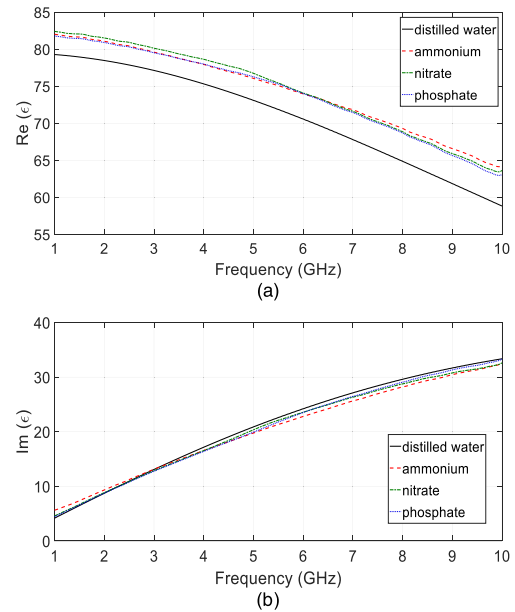 85
80
75
70
65
60
55
Re (ϵ)
distilled water
ammonium
nitrate
phosphate
1 2 3 4 5 6 7 8 9 10
Frequency (GHz)
(a)
40
30
20
10
0
Im (ϵ)
distilled water
ammonium
nitrate
phosphate
1 2 3 4 5 6 7 8 9 10
Frequency (GHz)
(b)